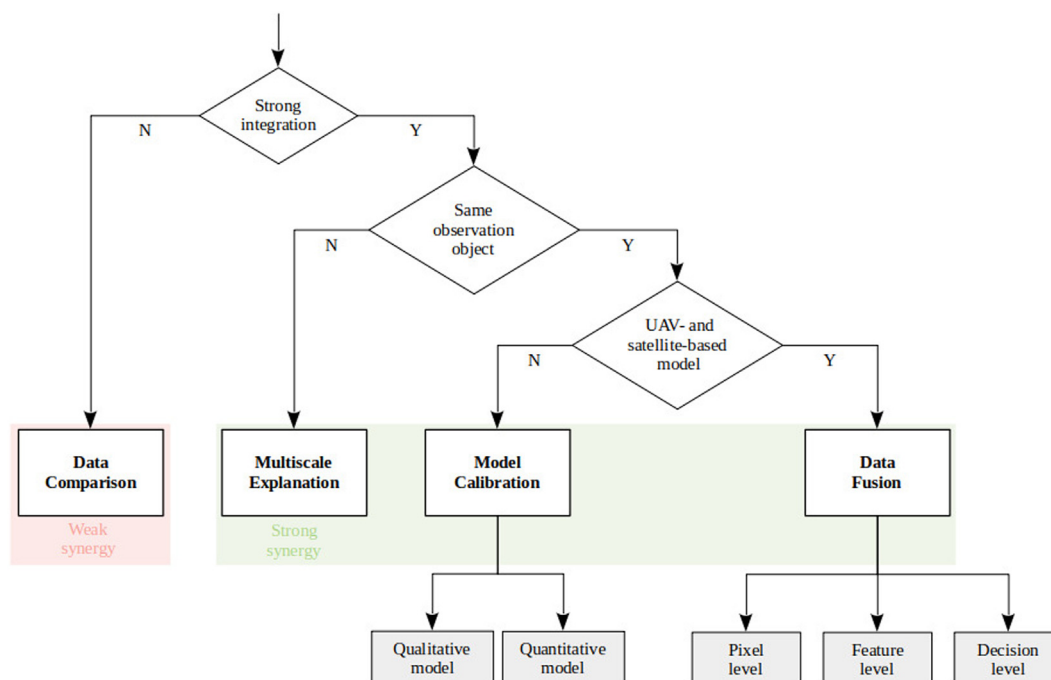 Strong
integration
N
Y
Same
observation
object
N
Y
UAV- and
satellite-based
model
N
Y
Data
Comparison
Multiscale
Explanation
Model
Calibration
Data
Fusion
Weak
synergy
Strong
synergy
Qualitative
model
Quantitative
model
Pixel
level
Feature
level
Decision
level